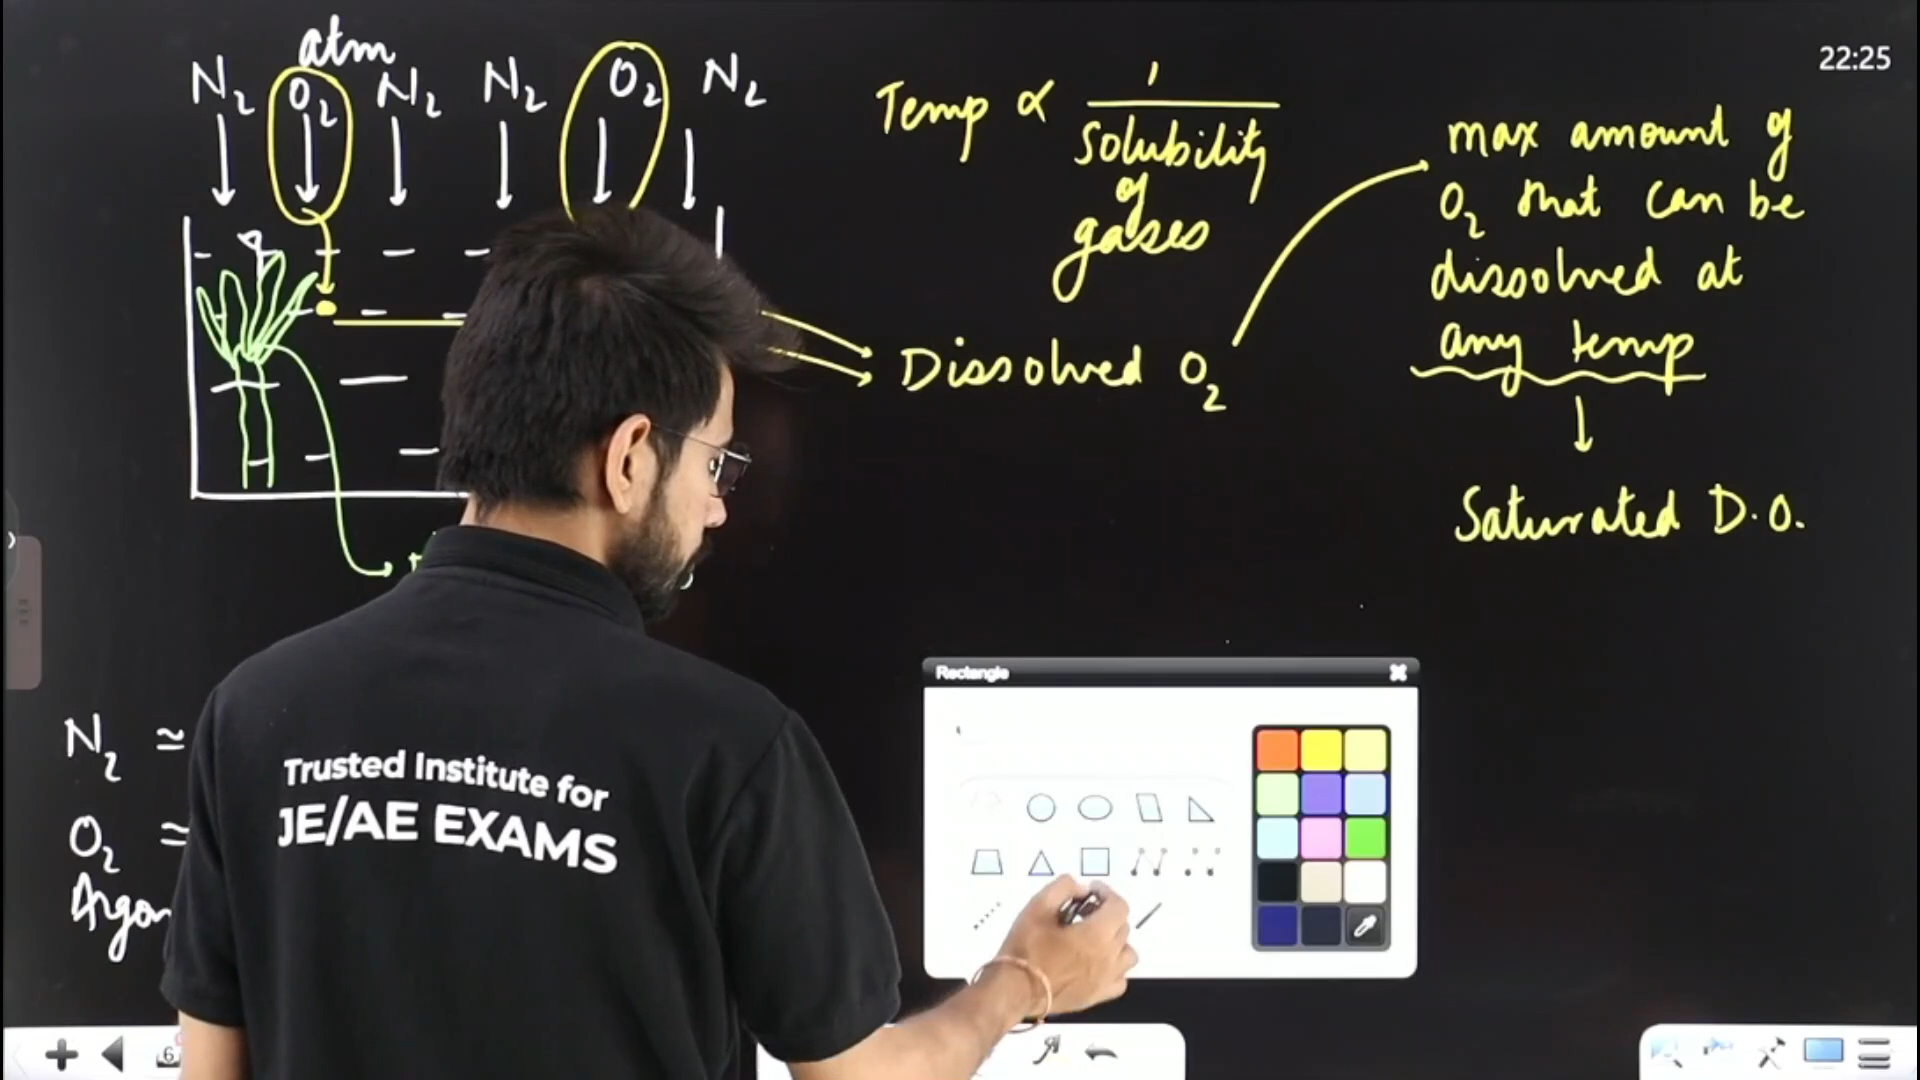 22:25
atm
N2 O2 N2 N2 O2 N2
Temp ∝ 1
solubility
of
gases
max amount of
O2 that can be
dissolved at
any temp
Dissolved O2
Saturated D.O.
N2 ≈
O2 ≈
Argon
Trusted Institute for
JE/AE EXAMS
Rectangle
6